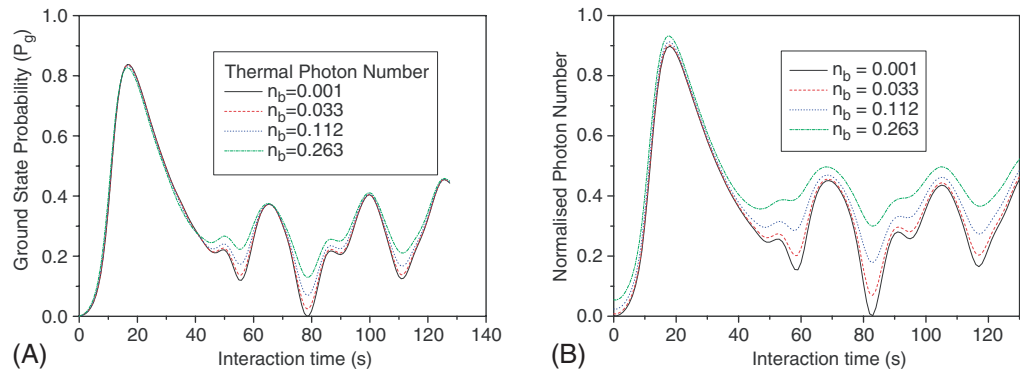 1.0
0.8
0.6
0.4
0.2
0.0
Ground State Probability (Pg)
Thermal Photon Number
nb=0.001
nb=0.033
nb=0.112
nb=0.263
0 20 40 60 80 100 120 140
Interaction time (s)
(A)
1.0
0.8
0.6
0.4
0.2
0.0
Normalised Photon Number
nb = 0.001
nb = 0.033
nb = 0.112
nb = 0.263
0 20 40 60 80 100 120
Interaction time (s)
(B)